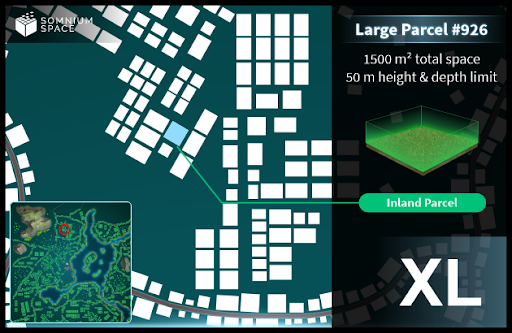 SOMNIUM
SPACE
Large Parcel #926
1500 m² total space
50 m height & depth limit
Inland Parcel
XL